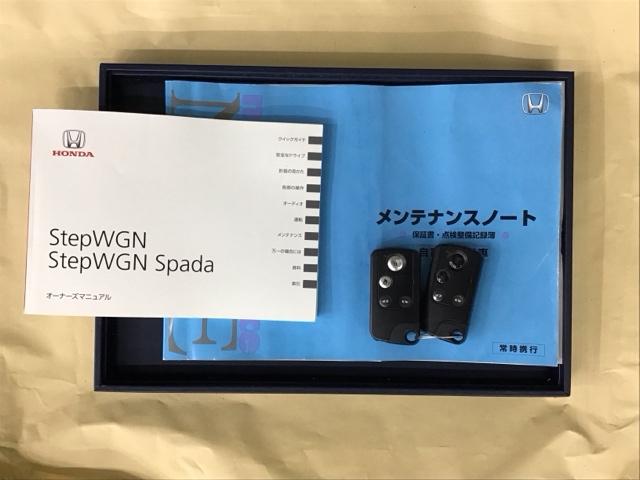 HONDA
StepWGN
StepWGN Spada
オーナーズマニュアル
クイックガイド
安全なドライブ
計器の見かた
各部の操作
オーディオ
運転
メンテナンス
万一の場合には
資料
索引
メンテナンスノート
保証書・点検整備記録簿
常時携行